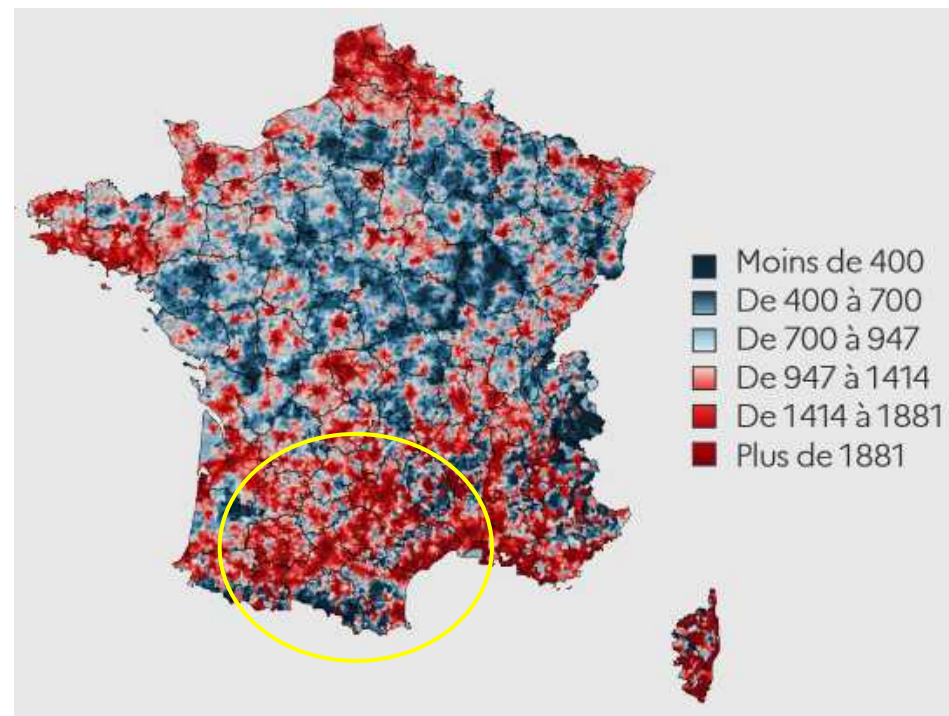 Moins de 400
De 400 à 700
De 700 à 947
De 947 à 1414
De 1414 à 1881
Plus de 1881